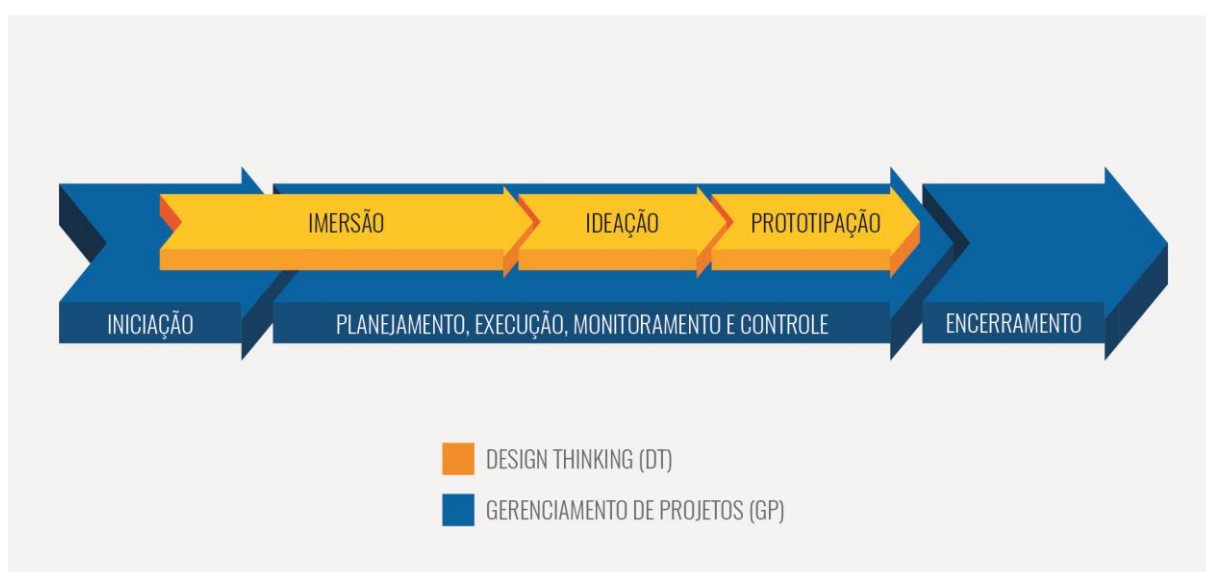 IMERSÃO
IDEAÇÃO
PROTOTIPAÇÃO
INICIAÇÃO
PLANEJAMENTO, EXECUÇÃO, MONITORAMENTO E CONTROLE
ENCERRAMENTO
DESIGN THINKING (DT)
GERENCIAMENTO DE PROJETOS (GP)